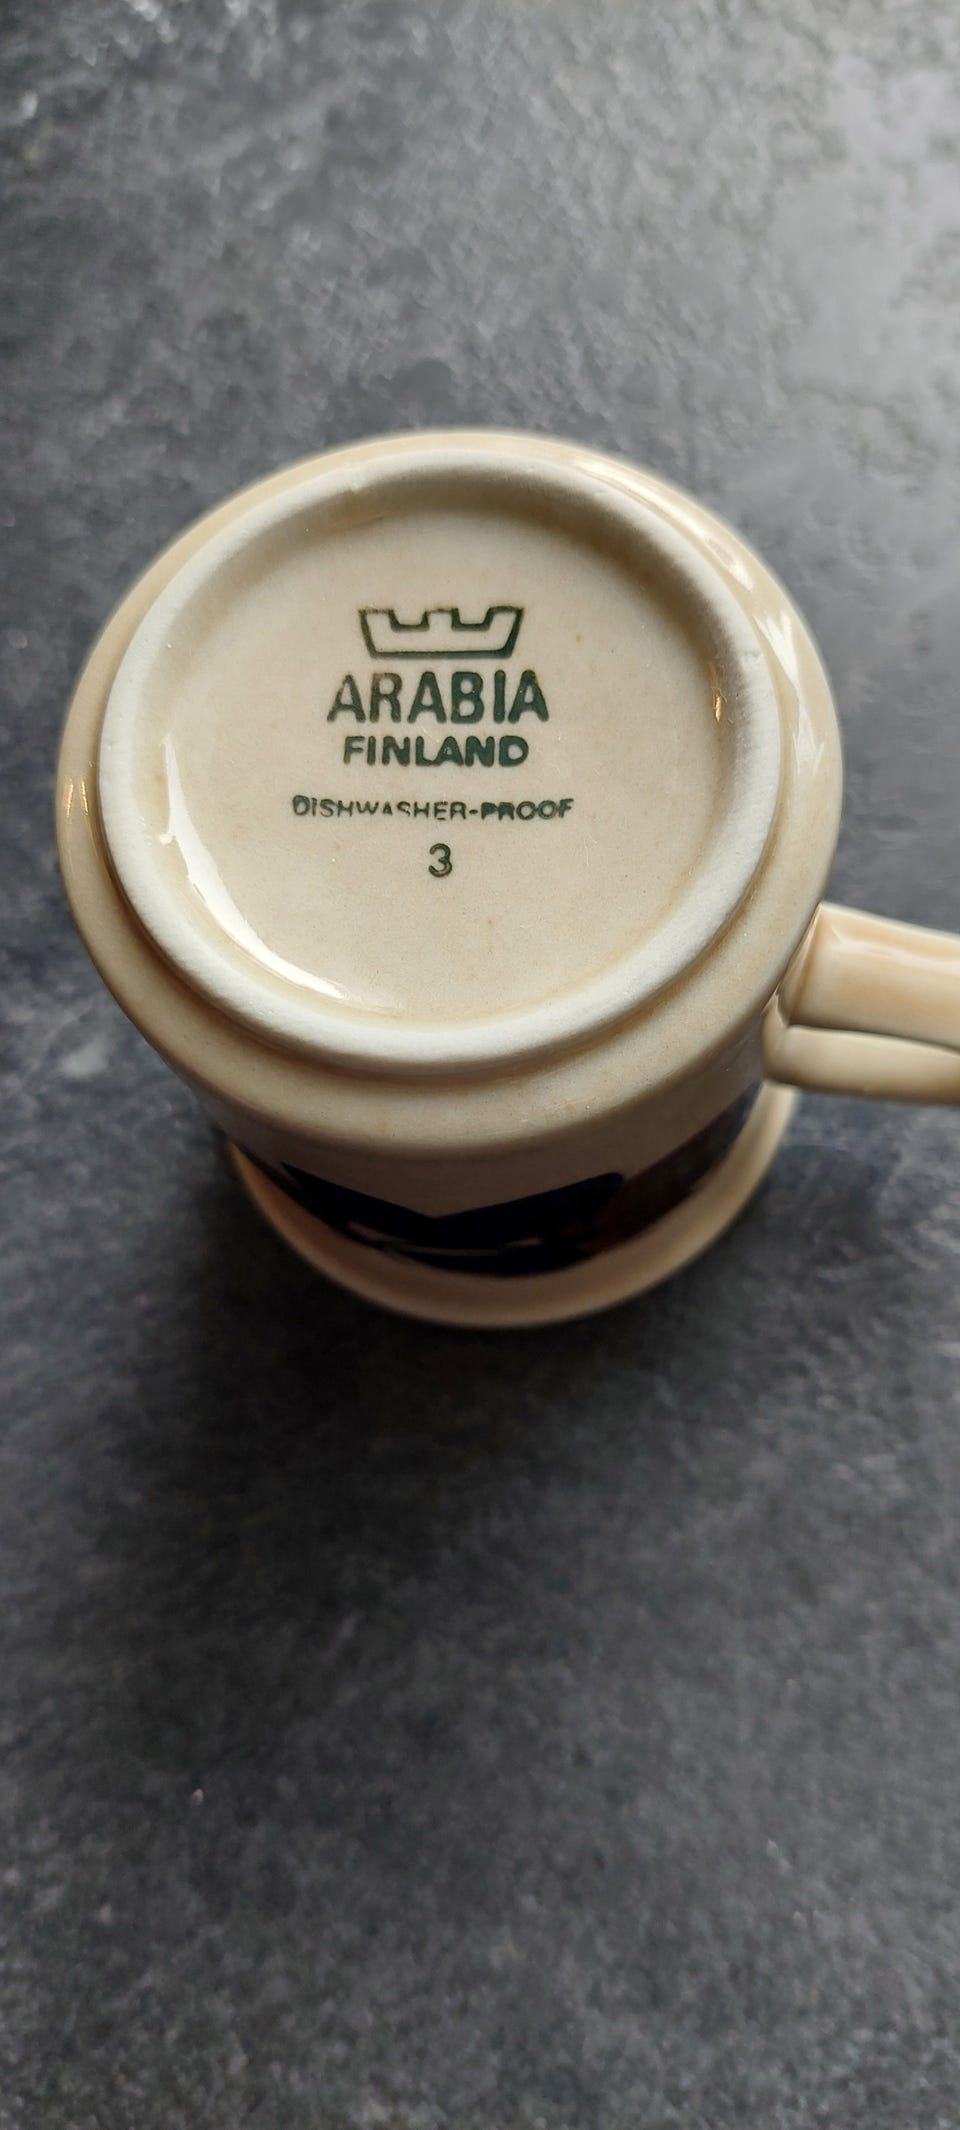 ARABIA
FINLAND
DISHWASHER-PROOF
3